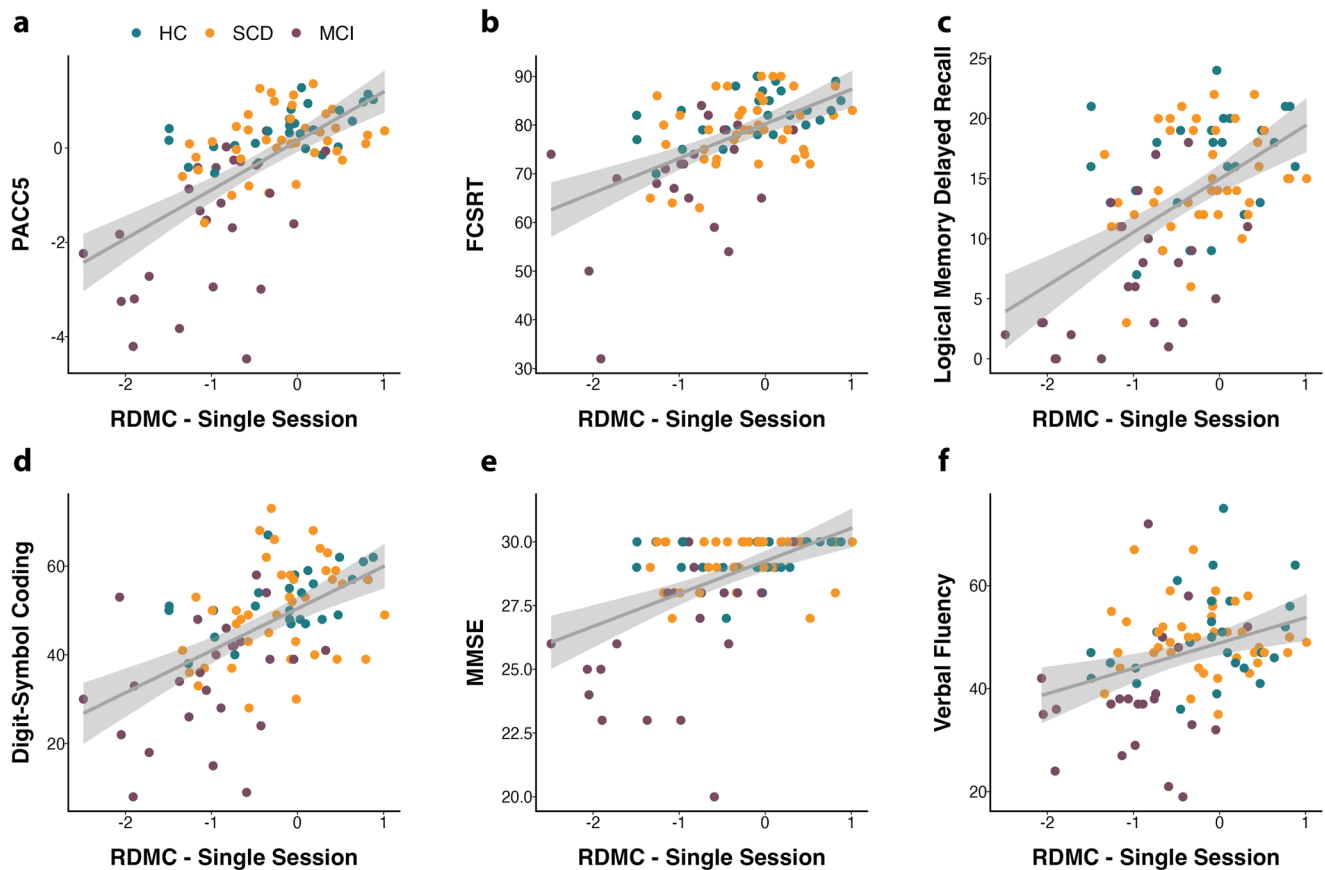 a
HC SCD MCI
PACC5
0
-2
-4
-2 -1 0 1
RDMC - Single Session
b
FCSRT
90
80
70
60
50
40
30
-2 -1 0 1
RDMC - Single Session
c
Logical Memory Delayed Recall
25
20
15
10
5
0
-2 -1 0 1
RDMC - Single Session
d
Digit-Symbol Coding
60
40
20
-2 -1 0 1
RDMC - Single Session
e
MMSE
30.0
27.5
25.0
22.5
20.0
-2 -1 0 1
RDMC - Single Session
f
Verbal Fluency
60
40
20
-2 -1 0 1
RDMC - Single Session